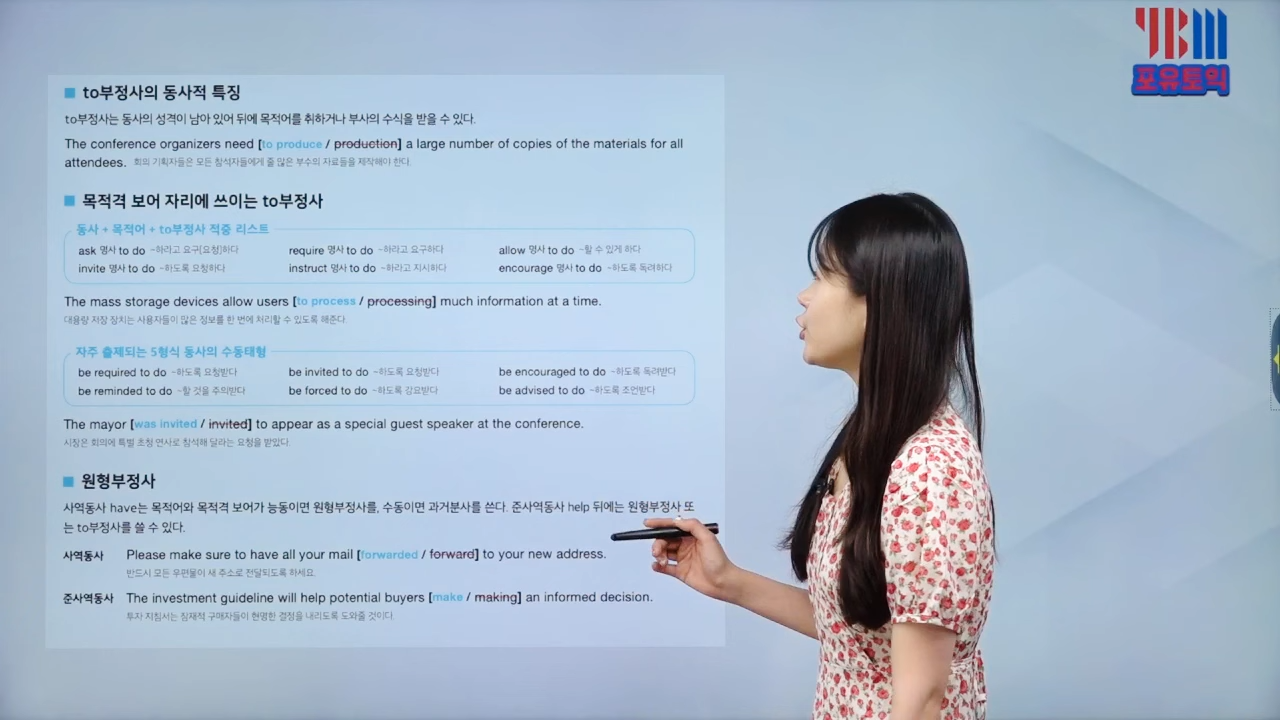 YBM
포유토익
■ to부정사의 동사적 특징
to부정사는 동사의 성격이 남아 있어 뒤에 목적어를 취하거나 부사의 수식을 받을 수 있다.
The conference organizers need [to produce / production] a large number of copies of the materials for all
attendees. 회의 기획자들은 모든 참석자들에게 줄 많은 부수의 자료들을 제작해야 한다.
■ 목적격 보어 자리에 쓰이는 to부정사
동사 + 목적어 + to부정사 적중 리스트
ask 명사 to do ~하라고 요구(요청)하다 require 명사 to do ~하라고 요구하다 allow 명사 to do ~할 수 있게 하다
invite 명사 to do ~하도록 요청하다 instruct 명사 to do ~하라고 지시하다 encourage 명사 to do ~하도록 독려하다
The mass storage devices allow users [to process / processing] much information at a time.
대용량 저장 장치는 사용자들이 많은 정보를 한 번에 처리할 수 있도록 해준다.
자주 출제되는 5형식 동사의 수동태형
be required to do ~하도록 요청받다 be invited to do ~하도록 요청받다 be encouraged to do ~하도록 독려받다
be reminded to do ~할 것을 주의받다 be forced to do ~하도록 강요받다 be advised to do ~하도록 조언받다
The mayor [was invited / invited] to appear as a special guest speaker at the conference.
시장은 회의에 특별 초청 연사로 참석해 달라는 요청을 받았다.
■ 원형부정사
사역동사 have는 목적어와 목적격 보어가 능동이면 원형부정사를, 수동이면 과거분사를 쓴다. 준사역동사 help 뒤에는 원형부정사 또
는 to부정사를 쓸 수 있다.
사역동사 Please make sure to have all your mail [forwarded / forward] to your new address.
반드시 모든 우편물이 새 주소로 전달되도록 하세요.
준사역동사 The investment guideline will help potential buyers [make / making] an informed decision.
투자 지침서는 잠재적 구매자들이 현명한 결정을 내리도록 도와줄 것이다.